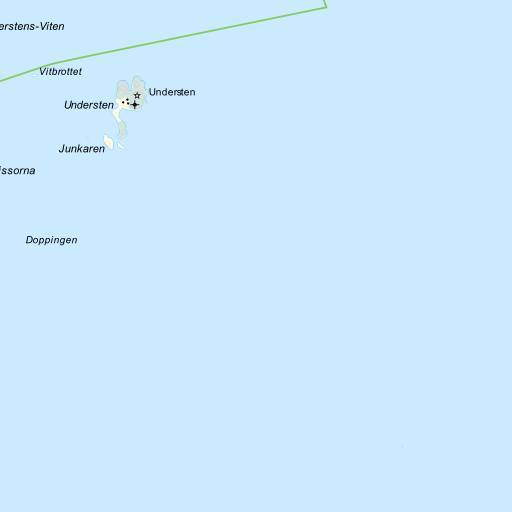 erstens-Viten
Vitbrottet
Understen
Understen
Junkaren
issorna
Doppingen